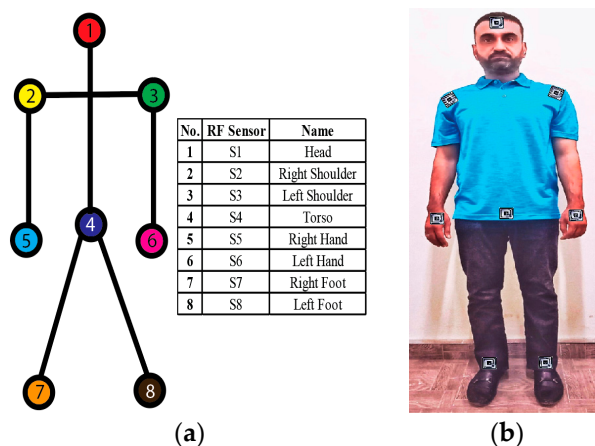 1
2
3
4
5
6
7
8
No. RF Sensor Name
1 S1 Head
2 S2 Right Shoulder
3 S3 Left Shoulder
4 S4 Torso
5 S5 Right Hand
6 S6 Left Hand
7 S7 Right Foot
8 S8 Left Foot
(a)
(b)